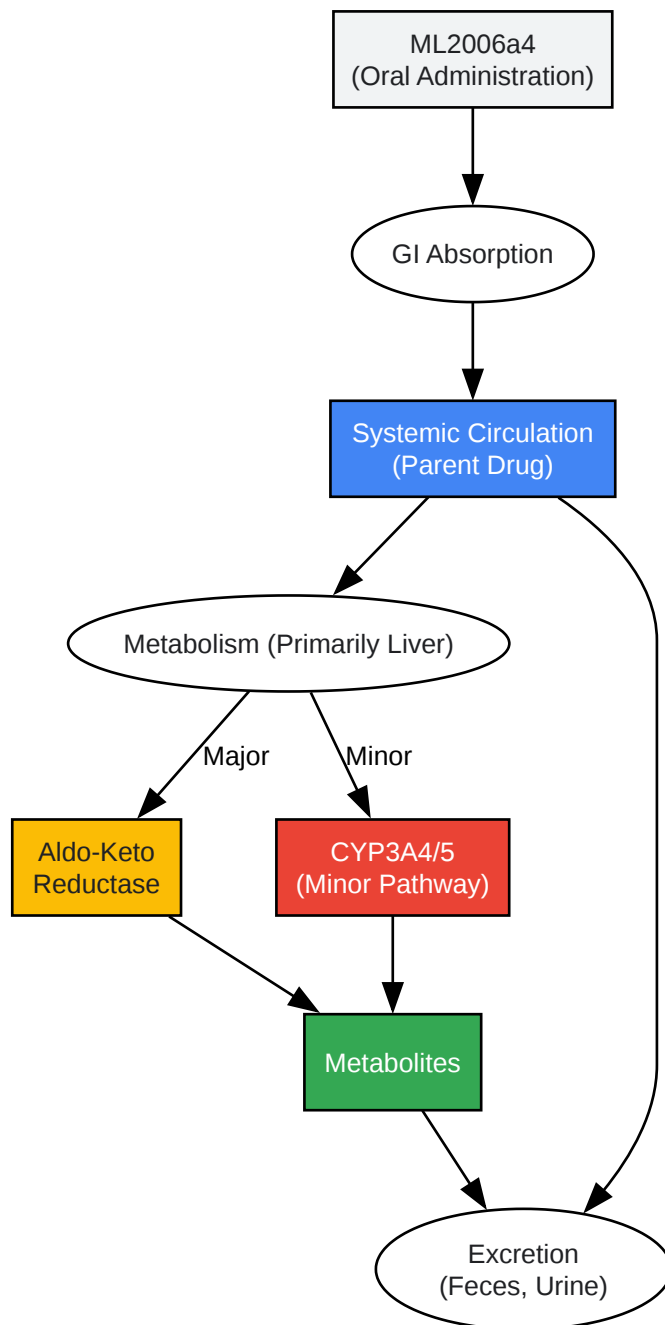 ML2006a4
(Oral Administration)
GI Absorption
Systemic Circulation
(Parent Drug)
Metabolism (Primarily Liver)
Major
Minor
Aldo-Keto
Reductase
CYP3A4/5
(Minor Pathway)
Metabolites
Excretion
(Feces, Urine)